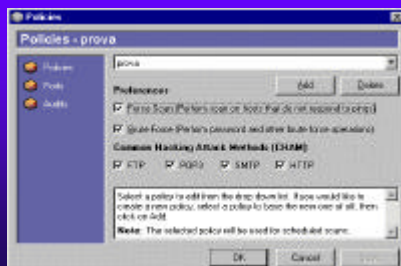 Policies
Policies - prova
Policies
Ports
Audits
prova
Preferences
Add
Delete
Force Scan (Perform scan on hosts that do not respond to pings)
Brute Force (Perform password and other brute force operations)
Common Hacking Attack Methods (CHAM)
FTP POP3 SMTP HTTP
Select a policy to edit from the drop down list. If you would like to
create a new policy, select a policy to base the new one of all, then
click on Add.
Note: The selected policy will be used for scheduled scans.
OK Cancel